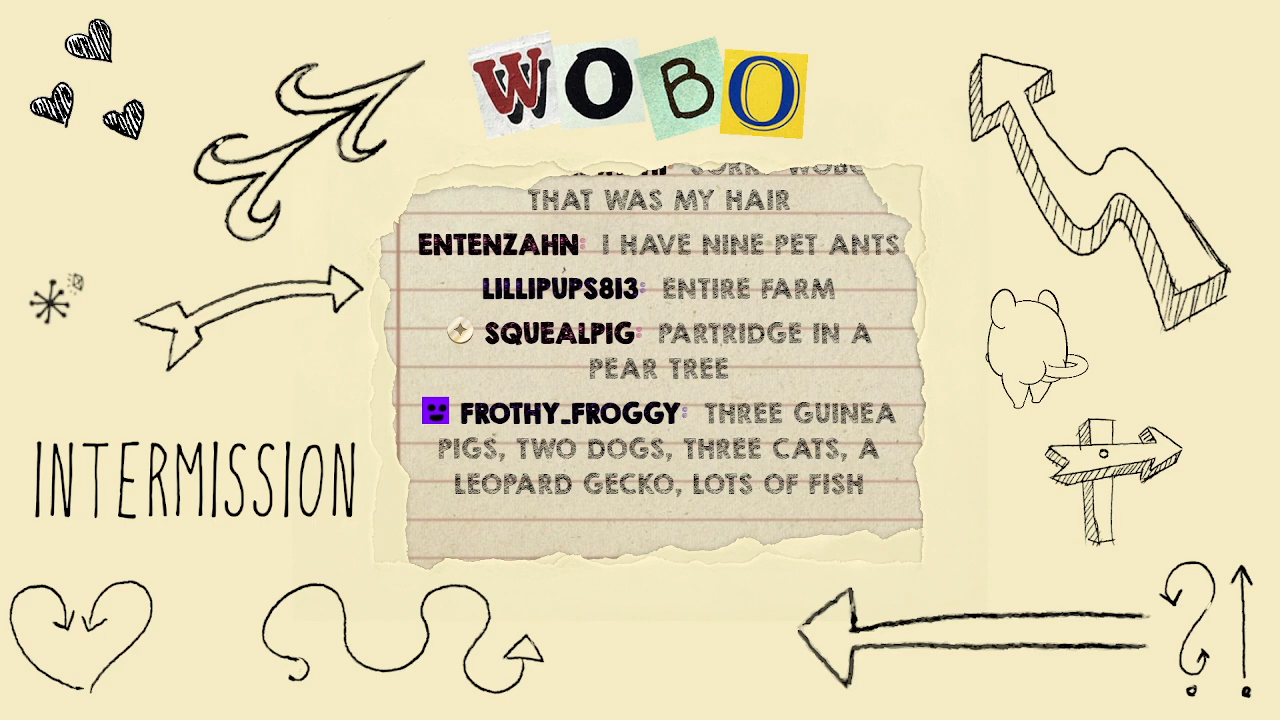 WOBO
THAT WAS MY HAIR
ENTENZAHN: I HAVE NINE PET ANTS
LILLIPUPS813: ENTIRE FARM
SQUEALPIG: PARTRIDGE IN A
PEAR TREE
FROTHY_FROGGY: THREE GUINEA
PIGS, TWO DOGS, THREE CATS, A
LEOPARD GECKO, LOTS OF FISH
INTERMISSION